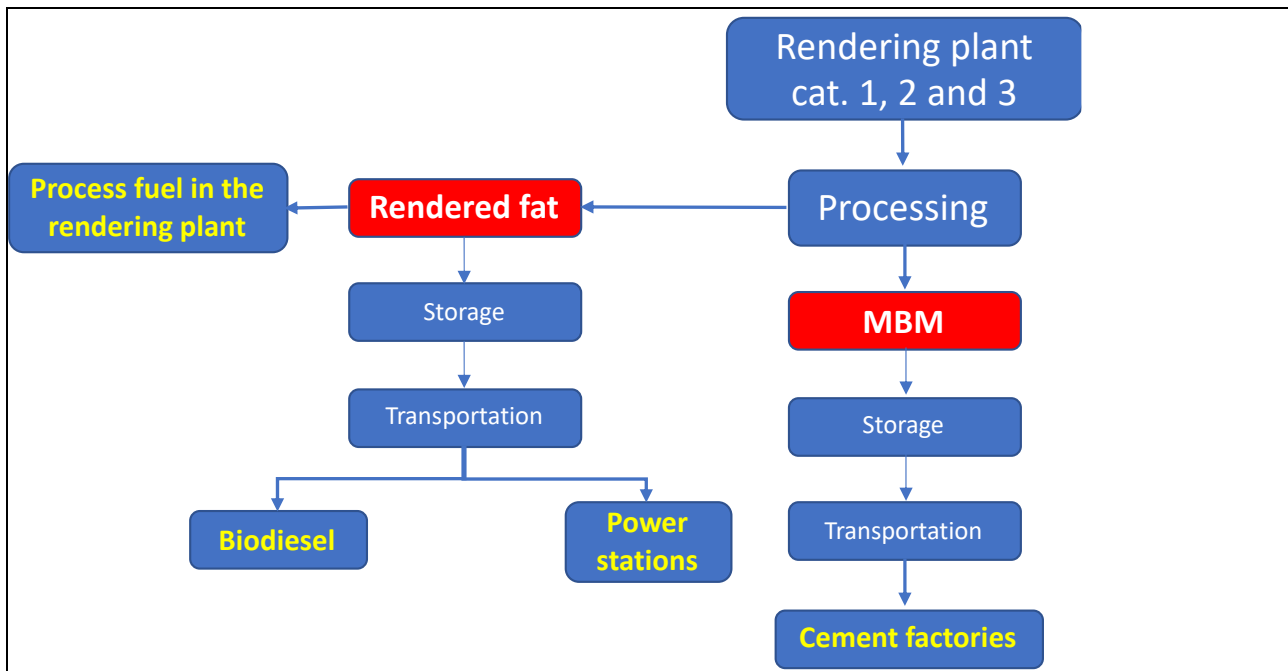 Rendering plant
cat. 1, 2 and 3
Process fuel in the
rendering plant
Rendered fat
Processing
Storage
MBM
Transportation
Storage
Biodiesel
Power
stations
Transportation
Cement factories